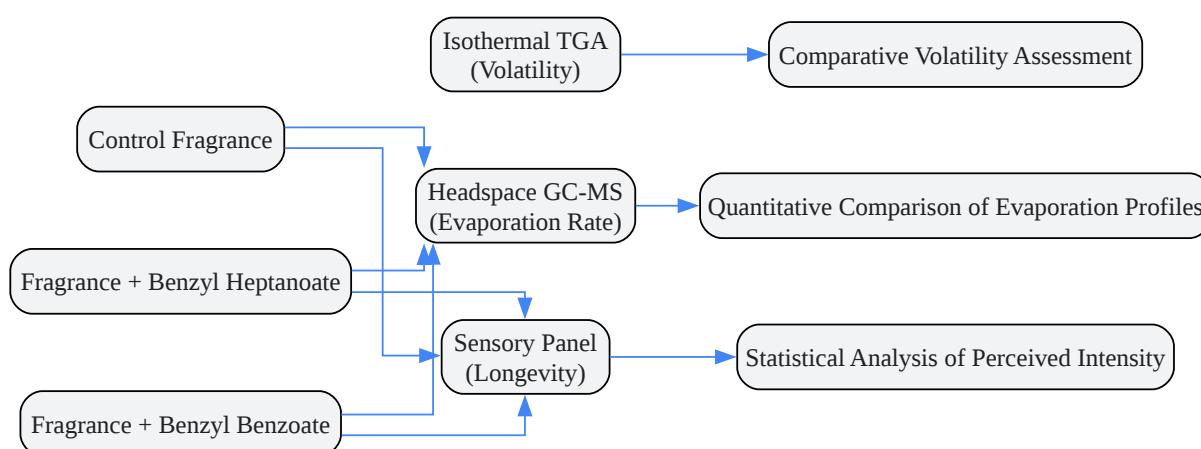 Isothermal TGA
(Volatility)
Comparative Volatility Assessment
Control Fragrance
Headspace GC-MS
(Evaporation Rate)
Quantitative Comparison of Evaporation Profiles
Fragrance + Benzyl Heptanoate
Sensory Panel
(Longevity)
Statistical Analysis of Perceived Intensity
Fragrance + Benzyl Benzoate